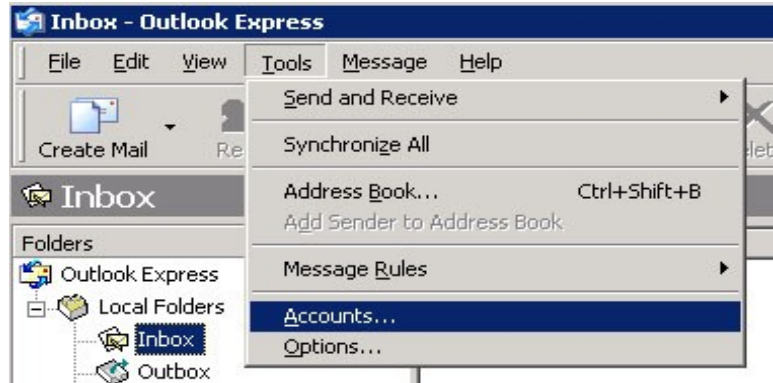 Inbox - Outlook Express
File Edit View Tools Message Help
Send and Receive
Create Mail
Synchronize All
Inbox
Address Book... Ctrl+Shift+B
Add Sender to Address Book
Folders
Outlook Express
Message Rules
Local Folders
Accounts...
Inbox
Options...
Outbox